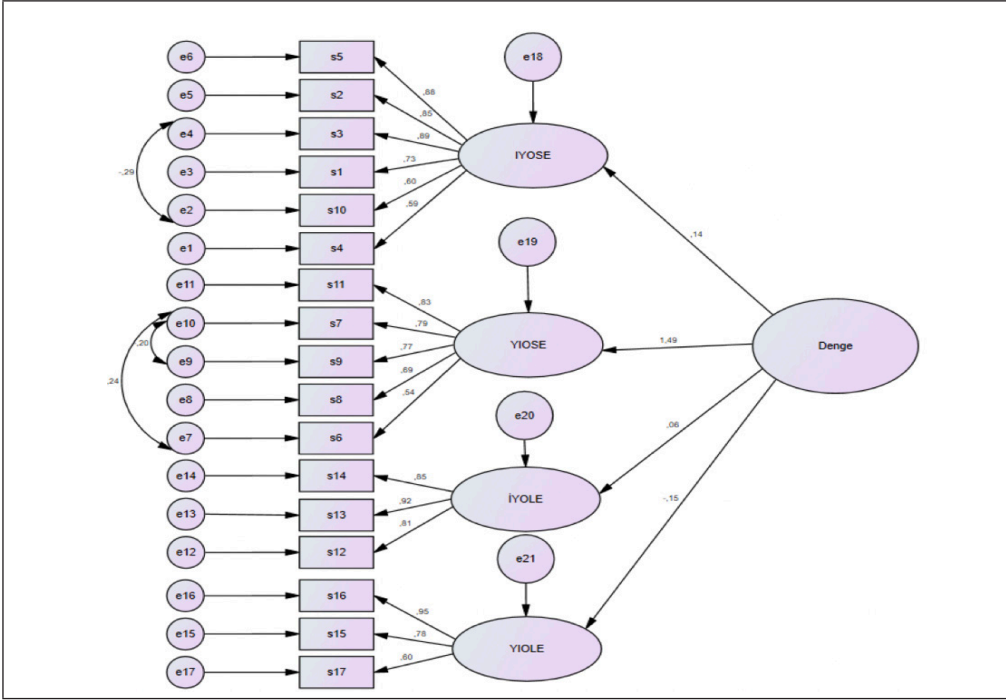 e6 s5 e18
,88
e5 s2 ,85
e4 s3 ,89 IYOSE
-,29 e3 s1 ,73
,60
e2 s10 ,59
e1 s4 e19 ,14
e11 s11
,83
e10 s7 ,79
,20 YIOSE 1,49 Denge
e9 s9 ,77
,69
,24 e8 s8 ,54
e20
e7 s6 ,06
e14 s14 ,85
İYOLE -,15
e13 s13 ,92
,81
e12 s12 e21
e16 s16
,95
e15 s15 ,78 YIOLE
,60
e17 s17